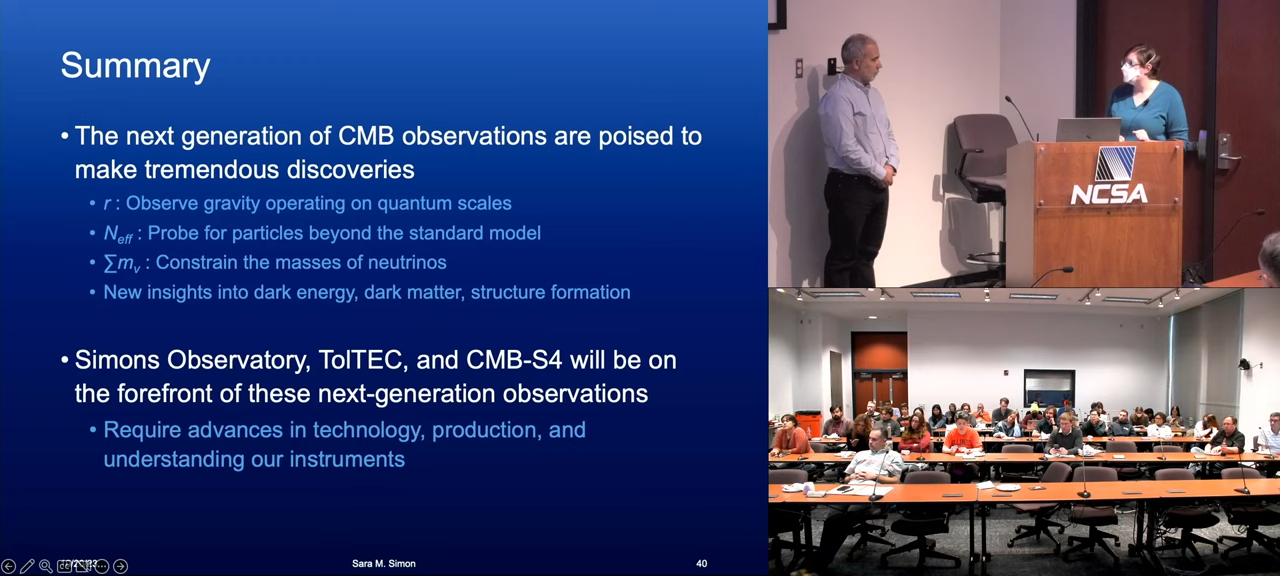 Summary
• The next generation of CMB observations are poised to
make tremendous discoveries
• r : Observe gravity operating on quantum scales
• Neff : Probe for particles beyond the standard model
• ∑mν : Constrain the masses of neutrinos
• New insights into dark energy, dark matter, structure formation
• Simons Observatory, TolTEC, and CMB-S4 will be on
the forefront of these next-generation observations
• Require advances in technology, production, and
understanding our instruments
Sara M. Simon
40
NCSA